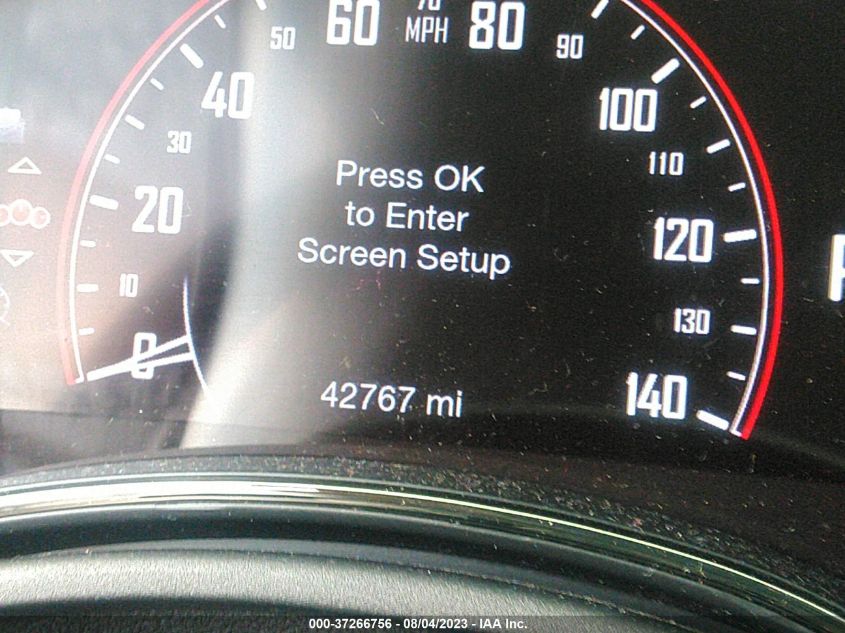 50 60 MPH 80 90
40 100
30 110
20 120
10 130
0 140
Press OK
to Enter
Screen Setup
42767 mi
000-37266756 - 08/04/2023 - IAA Inc.